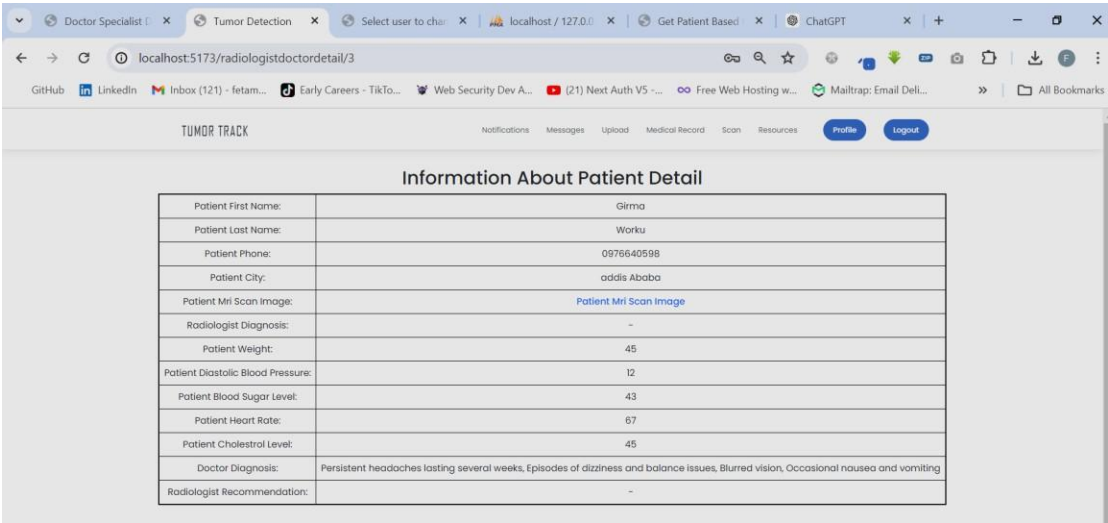 Doctor Specialist D
Tumor Detection
Select user to chan
localhost / 127.0.0
Get Patient Based
ChatGPT
localhost:5173/radiologistdoctordetail/3
GitHub LinkedIn Inbox (121) - fetam... Early Careers - TikTo... Web Security Dev A... (21) Next Auth V5 -... Free Web Hosting w... Mailtrap: Email Deli... All Bookmarks
TUMOR TRACK Notifications Messages Upload Medical Record Scan Resources Profile Logout
Information About Patient Detail
Patient First Name: Girma
Patient Last Name: Worku
Patient Phone: 0976640598
Patient City: addis Ababa
Patient Mri Scan Image: Patient Mri Scan Image
Radiologist Diagnosis: -
Patient Weight: 45
Patient Diastolic Blood Pressure: 12
Patient Blood Sugar Level: 43
Patient Heart Rate: 67
Patient Cholestrol Level: 45
Doctor Diagnosis: Persistent headaches lasting several weeks, Episodes of dizziness and balance issues, Blurred vision, Occasional nausea and vomiting
Radiologist Recommendation: -